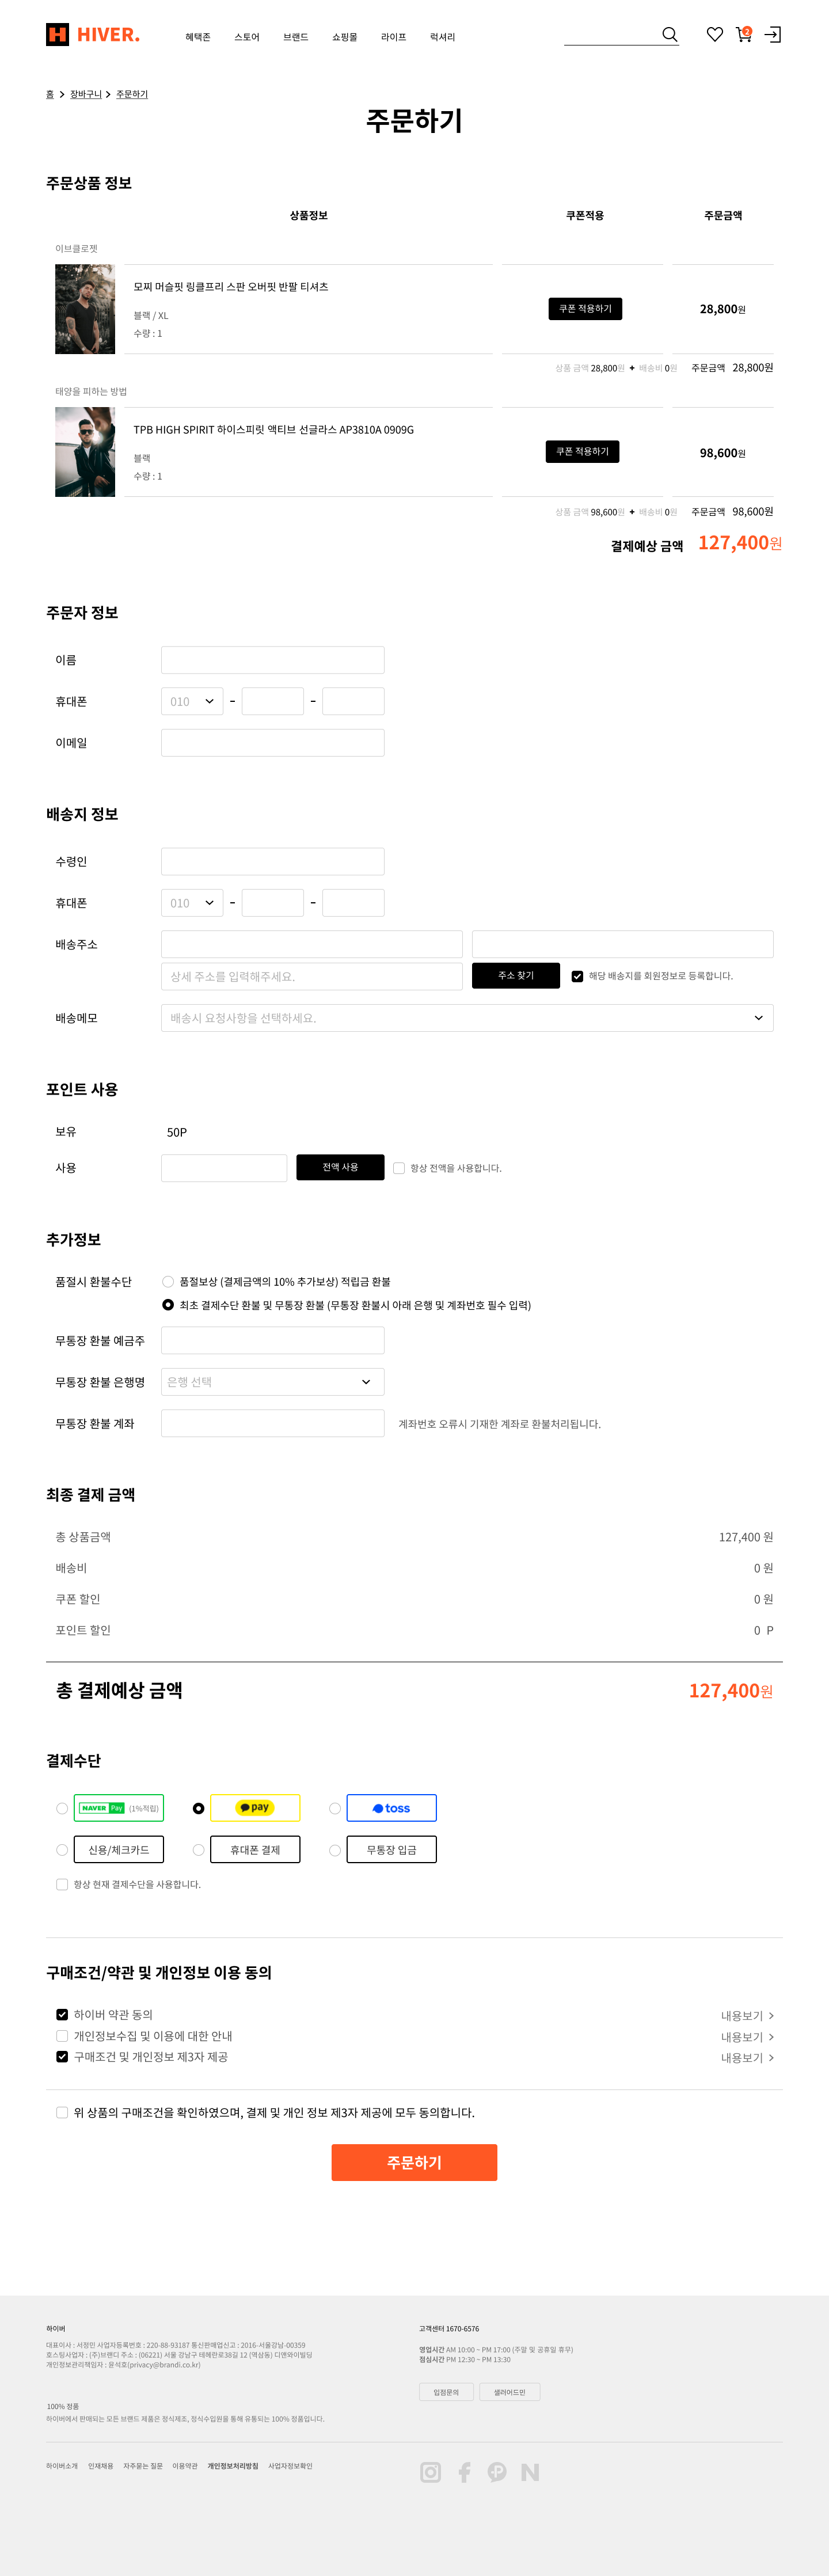 H HIVER.
혜택존 스토어 브랜드 쇼핑몰 라이프 럭셔리
2
홈 > 장바구니 > 주문하기
주문하기
주문상품 정보
상품정보 쿠폰적용 주문금액
이브클로젯
모찌 머슬핏 링클프리 스판 오버핏 반팔 티셔츠
블랙 / XL
수량 : 1
쿠폰 적용하기
28,800원
상품 금액 28,800원 + 배송비 0원 주문금액 28,800원
태양을 피하는 방법
TPB HIGH SPIRIT 하이스피릿 액티브 선글라스 AP3810A 0909G
블랙
수량 : 1
쿠폰 적용하기
98,600원
상품 금액 98,600원 + 배송비 0원 주문금액 98,600원
결제예상 금액 127,400원
주문자 정보
이름
휴대폰 010 - -
이메일
배송지 정보
수령인
휴대폰 010 - -
배송주소
상세 주소를 입력해주세요. 주소 찾기 해당 배송지를 회원정보로 등록합니다.
배송메모 배송시 요청사항을 선택하세요.
포인트 사용
보유 50P
사용 전액 사용 항상 전액을 사용합니다.
추가정보
품절시 환불수단 품절보상 (결제금액의 10% 추가보상) 적립금 환불
최초 결제수단 환불 및 무통장 환불 (무통장 환불시 아래 은행 및 계좌번호 필수 입력)
무통장 환불 예금주
무통장 환불 은행명 은행 선택
무통장 환불 계좌 계좌번호 오류시 기재한 계좌로 환불처리됩니다.
최종 결제 금액
총 상품금액 127,400 원
배송비 0 원
쿠폰 할인 0 원
포인트 할인 0 P
총 결제예상 금액 127,400원
결제수단
NAVER Pay (1%적립) pay toss
신용/체크카드 휴대폰 결제 무통장 입금
항상 현재 결제수단을 사용합니다.
구매조건/약관 및 개인정보 이용 동의
하이버 약관 동의 내용보기 >
개인정보수집 및 이용에 대한 안내 내용보기 >
구매조건 및 개인정보 제3자 제공 내용보기 >
위 상품의 구매조건을 확인하였으며, 결제 및 개인 정보 제3자 제공에 모두 동의합니다.
주문하기
하이버
대표이사 : 서정민 사업자등록번호 : 220-88-93187 통신판매업신고 : 2016-서울강남-00359
호스팅사업자 : (주)브랜디 주소 : (06221) 서울 강남구 테헤란로38길 12 (역삼동) 디앤와이빌딩
개인정보관리책임자 : 윤석호(privacy@brandi.co.kr)
고객센터 1670-6576
영업시간 AM 10:00 ~ PM 17:00 (주말 및 공휴일 휴무)
점심시간 PM 12:30 ~ PM 13:30
입점문의 셀러어드민
100% 정품
하이버에서 판매되는 모든 브랜드 제품은 정식제조, 정식수입원을 통해 유통되는 100% 정품입니다.
하이버소개 인재채용 자주묻는 질문 이용약관 개인정보처리방침 사업자정보확인